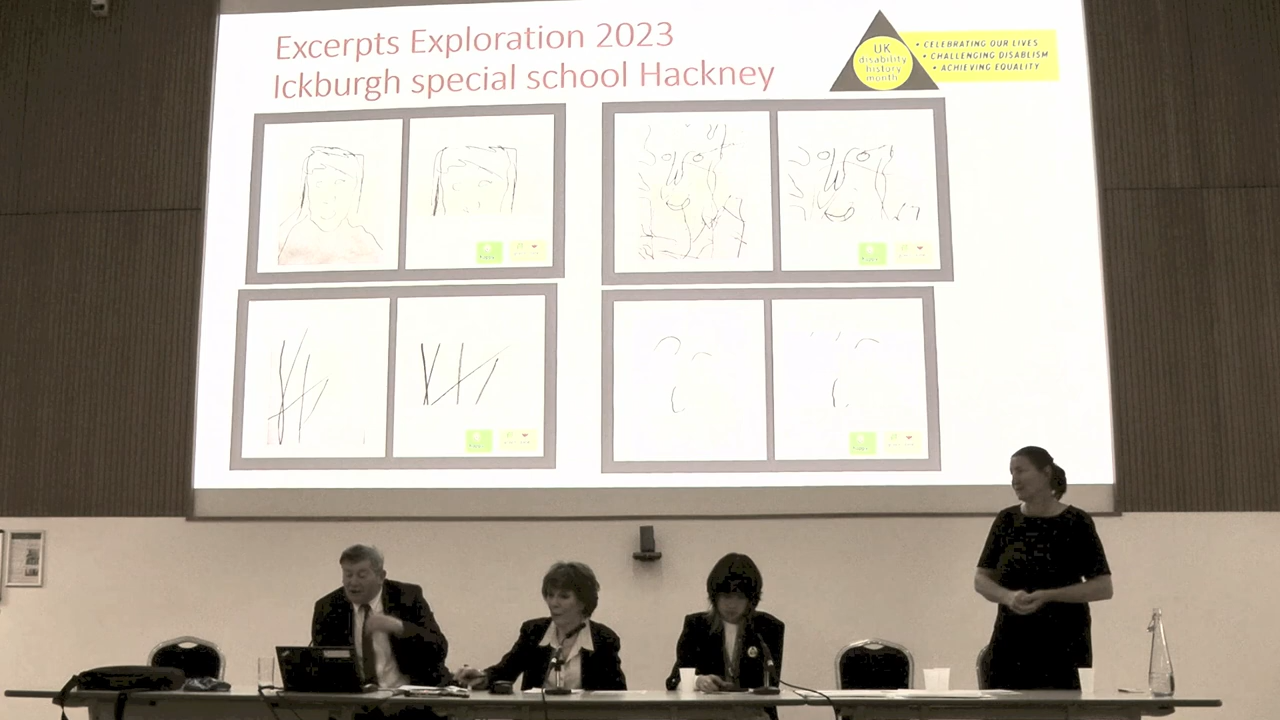 Excerpts Exploration 2023
Ickburgh special school Hackney
UK
disability
history
month
• CELEBRATING OUR LIVES
• CHALLENGING DISABLISM
• ACHIEVING EQUALITY